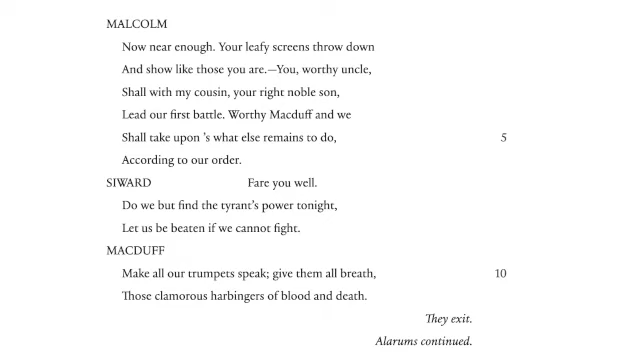 MALCOLM
Now near enough. Your leafy screens throw down
And show like those you are.—You, worthy uncle,
Shall with my cousin, your right noble son,
Lead our first battle. Worthy Macduff and we
Shall take upon ’s what else remains to do, 5
According to our order.
SIWARD Fare you well.
Do we but find the tyrant’s power tonight,
Let us be beaten if we cannot fight.
MACDUFF
Make all our trumpets speak; give them all breath, 10
Those clamorous harbingers of blood and death.
They exit.
Alarums continued.